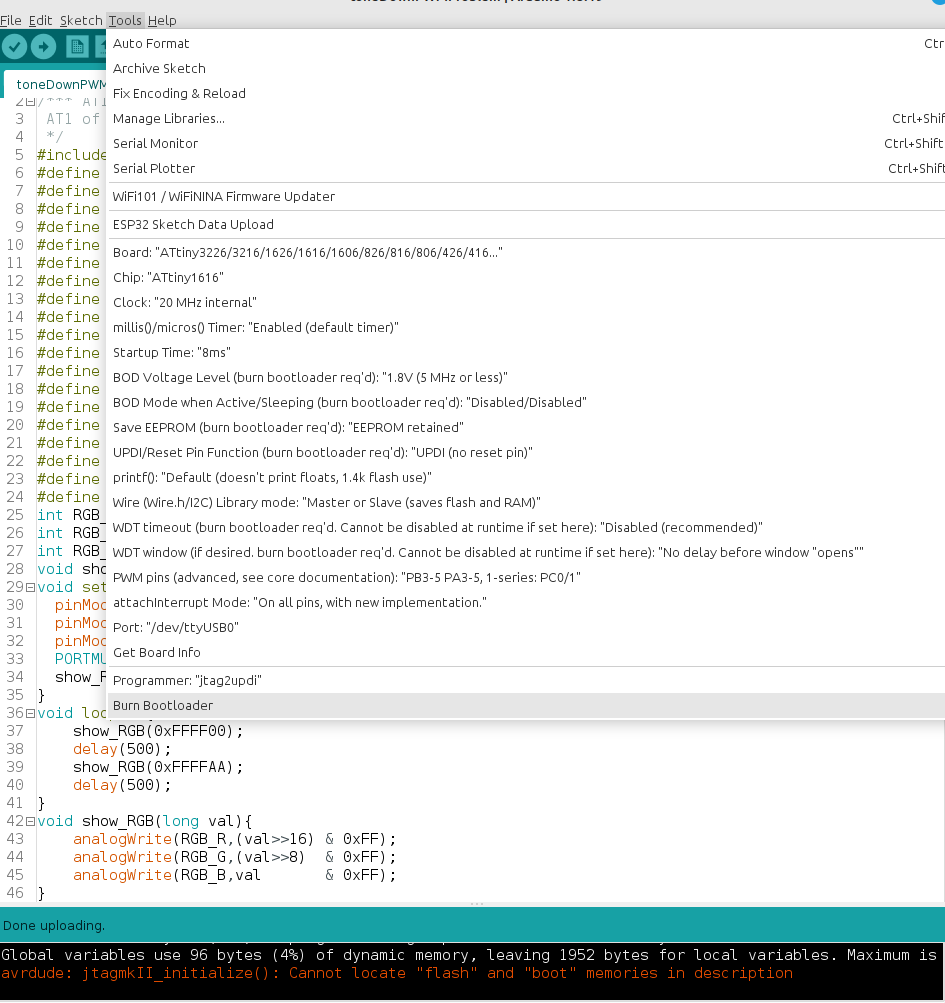 File Edit Sketch Tools Help
Auto Format Ctr
Archive Sketch
Fix Encoding & Reload
Manage Libraries... Ctrl+Shif
Serial Monitor Ctrl+Shift
Serial Plotter Ctrl+Shift
WiFi101 / WiFiNINA Firmware Updater
ESP32 Sketch Data Upload
Board: "ATtiny3226/3216/1626/1616/1606/826/816/806/426/416..."
Chip: "ATtiny1616"
Clock: "20 MHz internal"
millis()/micros() Timer: "Enabled (default timer)"
Startup Time: "8ms"
BOD Voltage Level (burn bootloader req'd): "1.8V (5 MHz or less)"
BOD Mode when Active/Sleeping (burn bootloader req'd): "Disabled/Disabled"
Save EEPROM (burn bootloader req'd): "EEPROM retained"
UPDI/Reset Pin Function (burn bootloader req'd): "UPDI (no reset pin)"
printf(): "Default (doesn't print floats, 1.4k flash use)"
Wire (Wire.h/I2C) Library mode: "Master or Slave (saves flash and RAM)"
WDT timeout (burn bootloader req'd. Cannot be disabled at runtime if set here): "Disabled (recommended)"
WDT window (if desired. burn bootloader req'd. Cannot be disabled at runtime if set here): "No delay before window "opens""
PWM pins (advanced, see core documentation): "PB3-5 PA3-5, 1-series: PC0/1"
attachInterrupt Mode: "On all pins, with new implementation."
Port: "/dev/ttyUSB0"
Get Board Info
Programmer: "jtag2updi"
Burn Bootloader
toneDownPWM
2 /*** AT1
3 AT1 of
4 */
5 #include
6 #define
7 #define
8 #define
9 #define
10 #define
11 #define
12 #define
13 #define
14 #define
15 #define
16 #define
17 #define
18 #define
19 #define
20 #define
21 #define
22 #define
23 #define
24 #define
25 int RGB_
26 int RGB_
27 int RGB_
28 void sho
29 void set
30 pinMod
31 pinMod
32 pinMod
33 PORTMU
34 show_R
35 }
36 void loo
37 show_RGB(0xFFFF00);
38 delay(500);
39 show_RGB(0xFFFFAA);
40 delay(500);
41 }
42 void show_RGB(long val){
43 analogWrite(RGB_R,(val>>16) & 0xFF);
44 analogWrite(RGB_G,(val>>8) & 0xFF);
45 analogWrite(RGB_B,val & 0xFF);
46 }
Done uploading.
Global variables use 96 bytes (4%) of dynamic memory, leaving 1952 bytes for local variables. Maximum is
avrdude: jtagmkII_initialize(): Cannot locate "flash" and "boot" memories in description